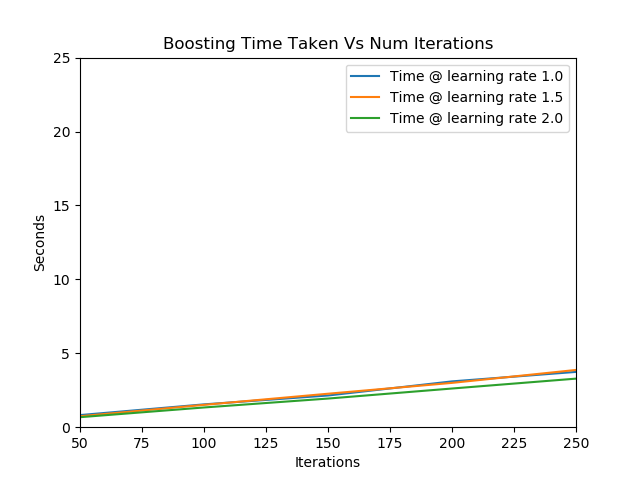 Boosting Time Taken Vs Num Iterations
Time @ learning rate 1.0
Time @ learning rate 1.5
Time @ learning rate 2.0
25
20
15
10
5
0
Seconds
50 75 100 125 150 175 200 225 250
Iterations